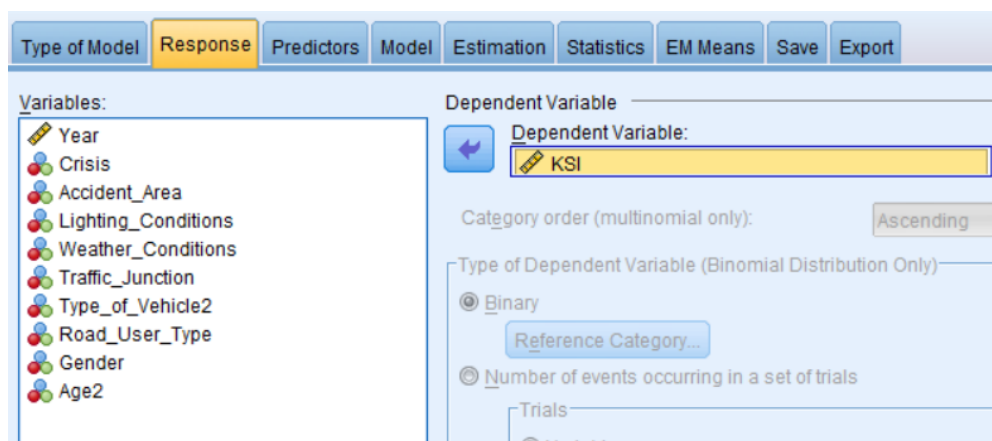 Type of Model Response Predictors Model Estimation Statistics EM Means Save Export
Variables:
Year
Crisis
Accident_Area
Lighting_Conditions
Weather_Conditions
Traffic_Junction
Type_of_Vehicle2
Road_User_Type
Gender
Age2
Dependent Variable
Dependent Variable:
KSI
Category order (multinomial only): Ascending
Type of Dependent Variable (Binomial Distribution Only)
Binary
Reference Category...
Number of events occurring in a set of trials
Trials